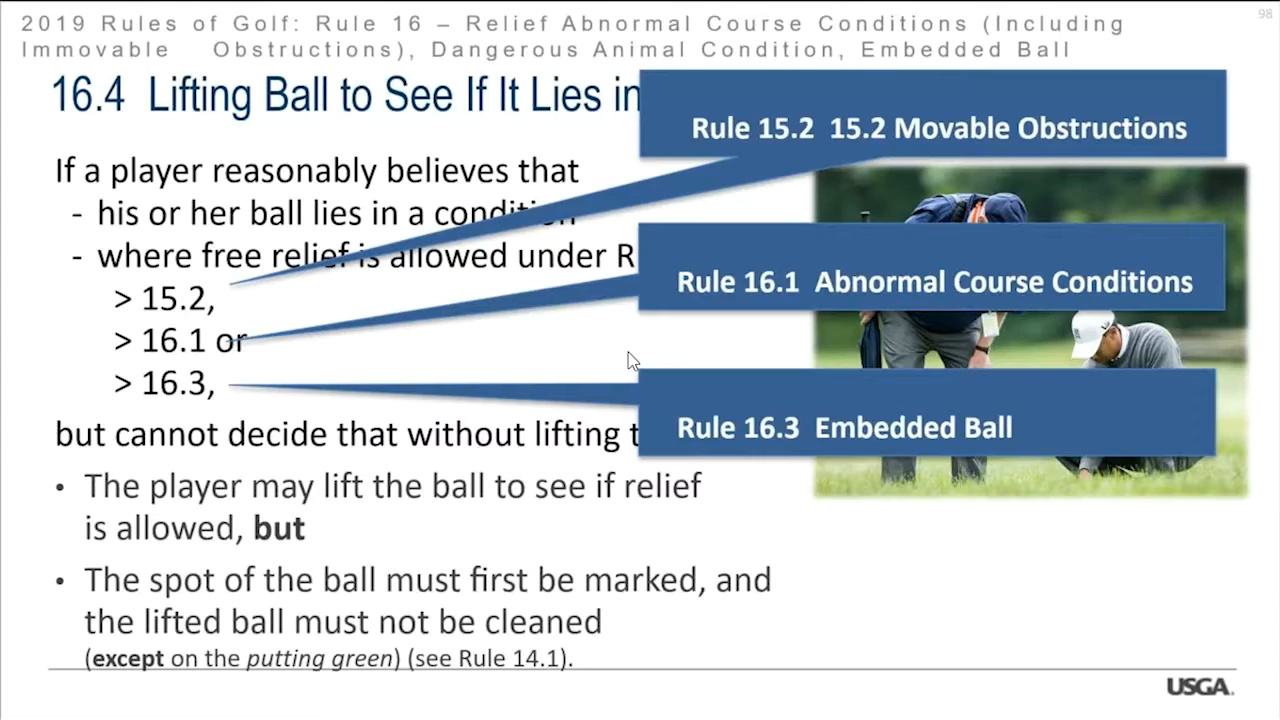 98
2019 Rules of Golf: Rule 16 – Relief Abnormal Course Conditions (Including
Immovable Obstructions), Dangerous Animal Condition, Embedded Ball
16.4 Lifting Ball to See If It Lies in
Rule 15.2 15.2 Movable Obstructions
If a player reasonably believes that
- his or her ball lies in a condition
- where free relief is allowed under R
> 15.2,
Rule 16.1 Abnormal Course Conditions
> 16.1 or
> 16.3,
but cannot decide that without lifting t
Rule 16.3 Embedded Ball
• The player may lift the ball to see if relief
is allowed, but
• The spot of the ball must first be marked, and
the lifted ball must not be cleaned
(except on the putting green) (see Rule 14.1).
USGA.